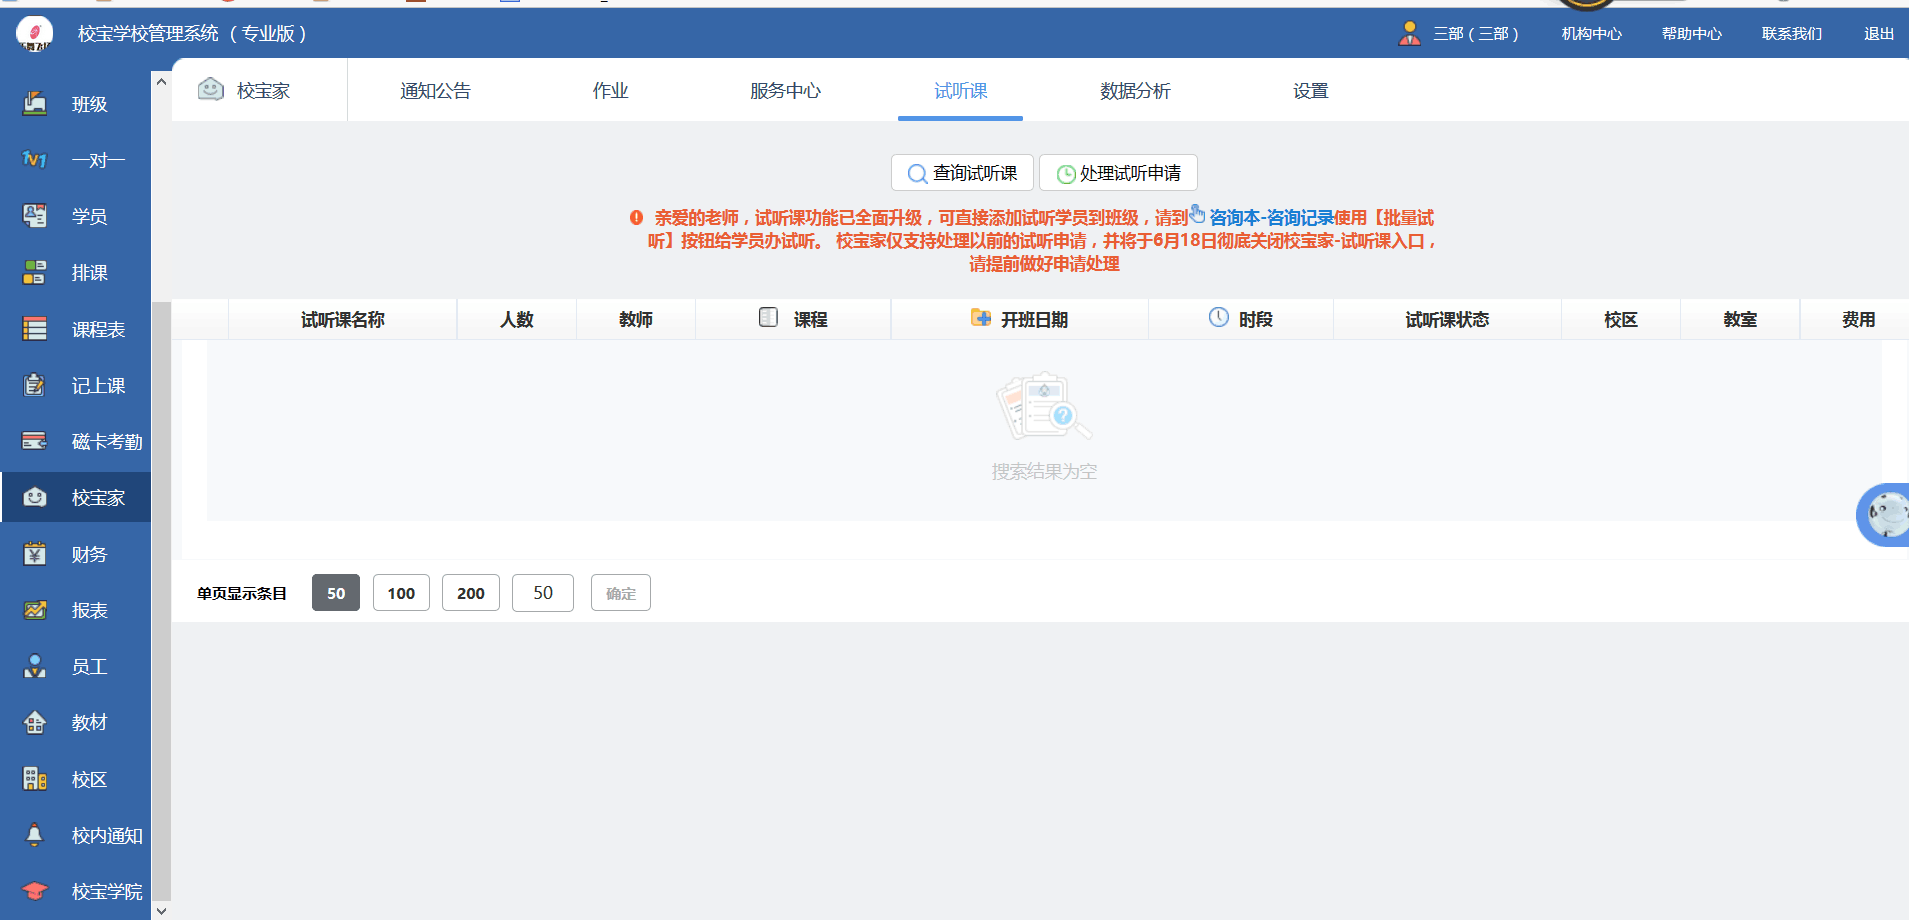 校宝学校管理系统（专业版）
三部（三部）
机构中心
帮助中心
联系我们
退出
班级
一对一
学员
排课
课程表
记上课
磁卡考勤
校宝家
财务
报表
员工
教材
校区
校内通知
校宝学院
校宝家
通知公告
作业
服务中心
试听课
数据分析
设置
查询试听课
处理试听申请
亲爱的老师，试听课功能已全面升级，可直接添加试听学员到班级，请到 咨询本-咨询记录使用【批量试
听】按钮给学员办试听。 校宝家仅支持处理以前的试听申请，并将于6月18日彻底关闭校宝家-试听课入口，
请提前做好申请处理
试听课名称
人数
教师
课程
开班日期
时段
试听课状态
校区
教室
费用
搜索结果为空
单页显示条目
50
100
200
50
确定